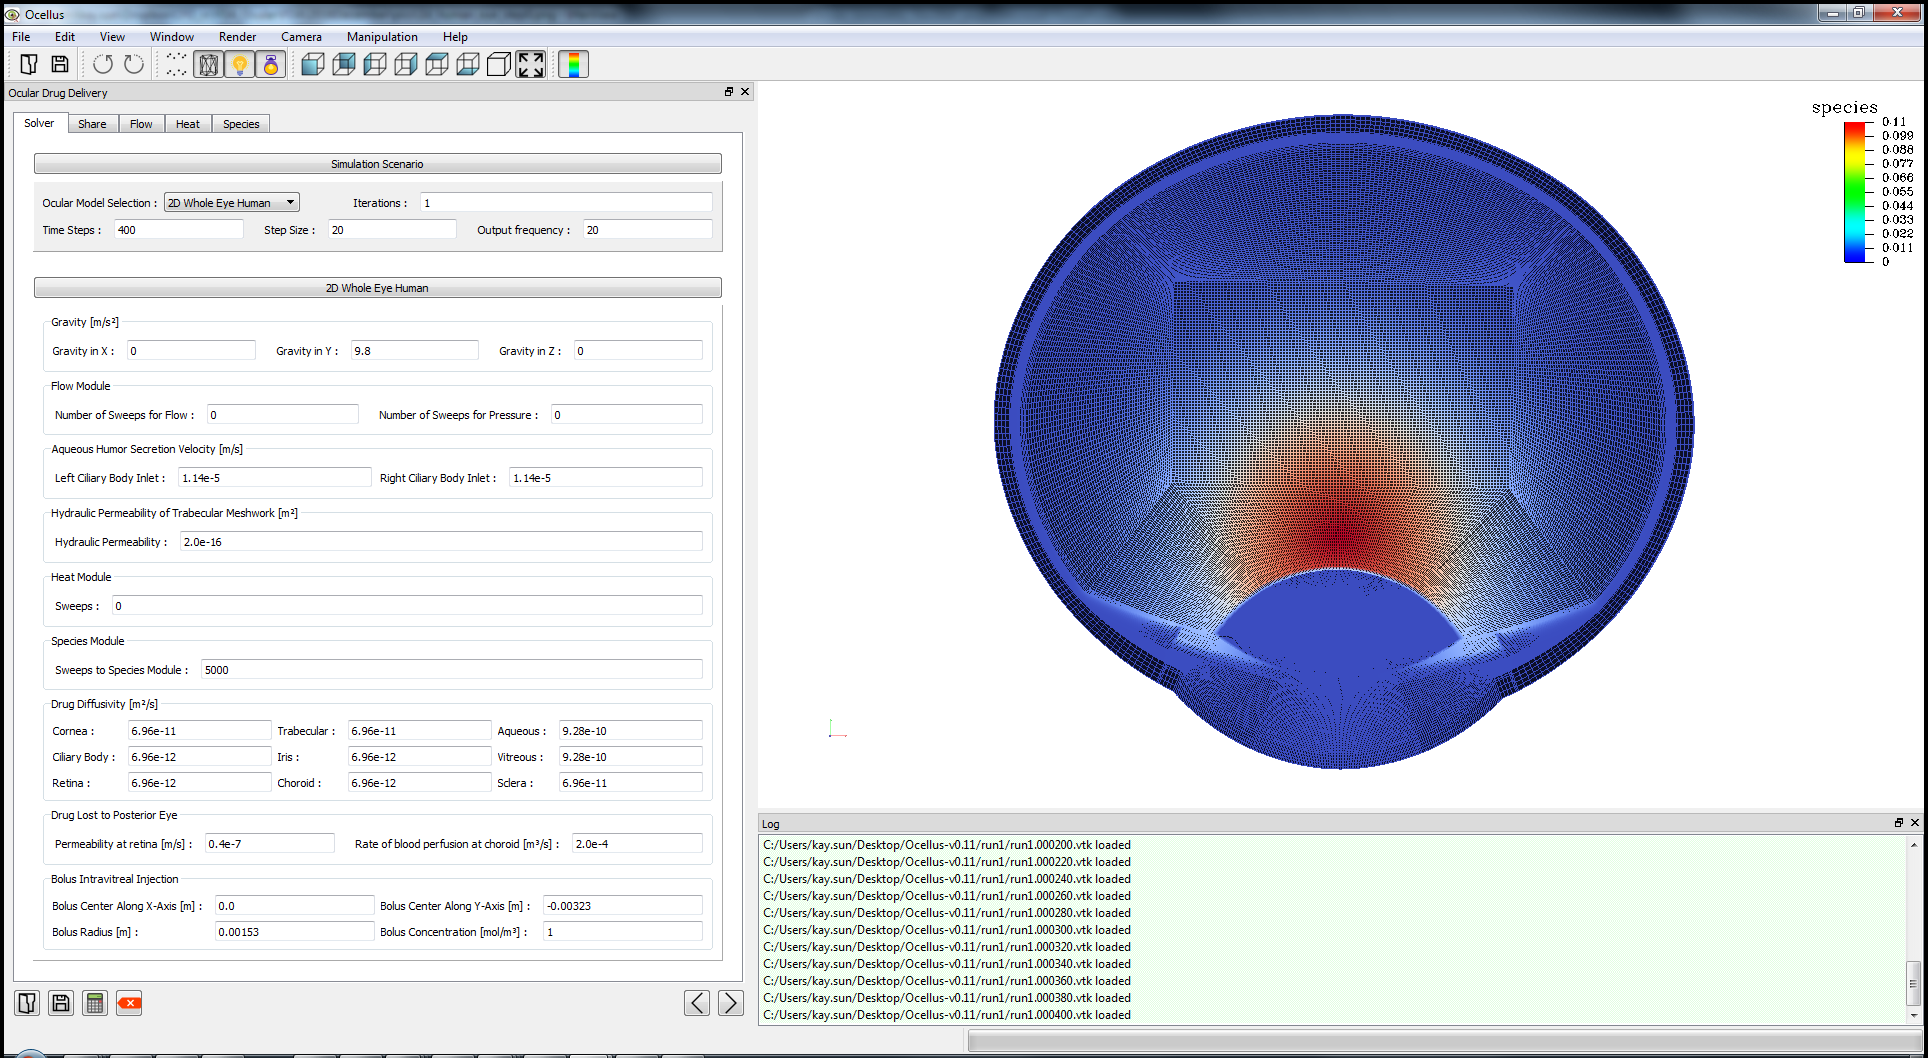 Ocellus
File Edit View Window Render Camera Manipulation Help
Ocular Drug Delivery
Solver Share Flow Heat Species
Simulation Scenario
Ocular Model Selection : 2D Whole Eye Human Iterations : 1
Time Steps : 400 Step Size : 20 Output frequency : 20
2D Whole Eye Human
Gravity [m/s²]
Gravity in X : 0 Gravity in Y : 9.8 Gravity in Z : 0
Flow Module
Number of Sweeps for Flow : 0 Number of Sweeps for Pressure : 0
Aqueous Humor Secretion Velocity [m/s]
Left Ciliary Body Inlet : 1.14e-5 Right Ciliary Body Inlet : 1.14e-5
Hydraulic Permeability of Trabecular Meshwork [m²]
Hydraulic Permeability : 2.0e-16
Heat Module
Sweeps : 0
Species Module
Sweeps to Species Module : 5000
Drug Diffusivity [m²/s]
Cornea : 6.96e-11 Trabecular : 6.96e-11 Aqueous : 9.28e-10
Ciliary Body : 6.96e-12 Iris : 6.96e-12 Vitreous : 9.28e-10
Retina : 6.96e-12 Choroid : 6.96e-12 Sclera : 6.96e-11
Drug Lost to Posterior Eye
Permeability at retina [m/s] : 0.4e-7 Rate of blood perfusion at choroid [m³/s] : 2.0e-4
Bolus Intravitreal Injection
Bolus Center Along X-Axis [m] : 0.0 Bolus Center Along Y-Axis [m] : -0.00323
Bolus Radius [m] : 0.00153 Bolus Concentration [mol/m³] : 1
species
0.11
0.099
0.088
0.077
0.066
0.055
0.044
0.033
0.022
0.011
0
Log
C:/Users/kay.sun/Desktop/Ocellus-v0.11/run1/run1.000200.vtk loaded
C:/Users/kay.sun/Desktop/Ocellus-v0.11/run1/run1.000220.vtk loaded
C:/Users/kay.sun/Desktop/Ocellus-v0.11/run1/run1.000240.vtk loaded
C:/Users/kay.sun/Desktop/Ocellus-v0.11/run1/run1.000260.vtk loaded
C:/Users/kay.sun/Desktop/Ocellus-v0.11/run1/run1.000280.vtk loaded
C:/Users/kay.sun/Desktop/Ocellus-v0.11/run1/run1.000300.vtk loaded
C:/Users/kay.sun/Desktop/Ocellus-v0.11/run1/run1.000320.vtk loaded
C:/Users/kay.sun/Desktop/Ocellus-v0.11/run1/run1.000340.vtk loaded
C:/Users/kay.sun/Desktop/Ocellus-v0.11/run1/run1.000360.vtk loaded
C:/Users/kay.sun/Desktop/Ocellus-v0.11/run1/run1.000380.vtk loaded
C:/Users/kay.sun/Desktop/Ocellus-v0.11/run1/run1.000400.vtk loaded